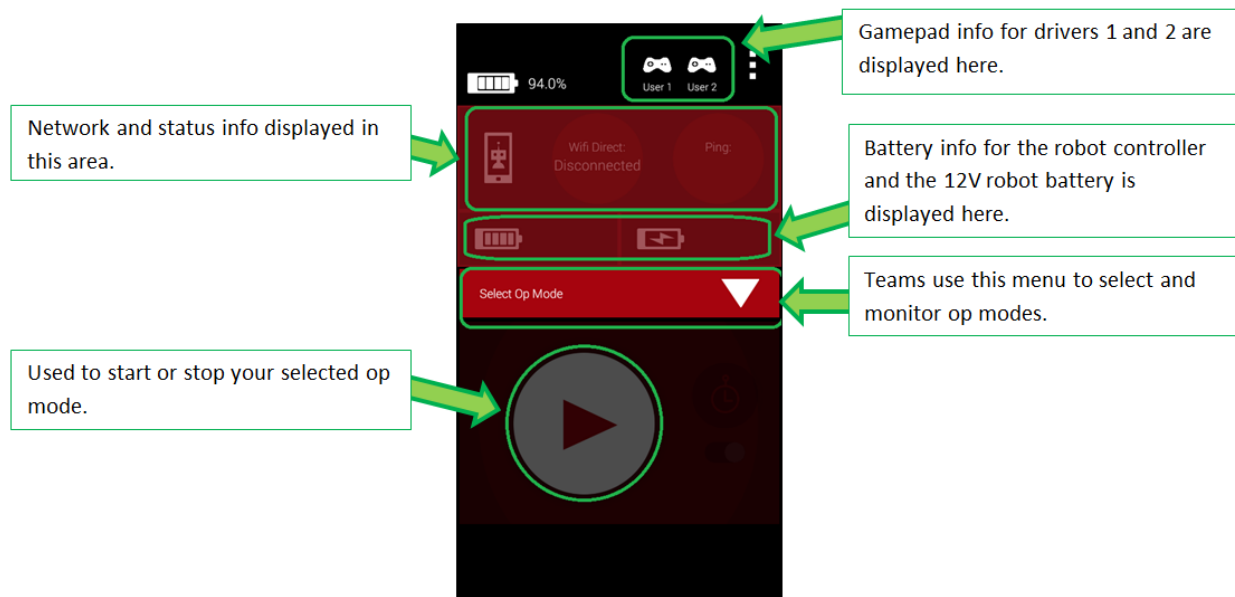 Gamepad info for drivers 1 and 2 are
displayed here.
94.0%
User 1
User 2
Network and status info displayed in
this area.
Wifi Direct:
Disconnected
Ping:
Battery info for the robot controller
and the 12V robot battery is
displayed here.
Select Op Mode
Teams use this menu to select and
monitor op modes.
Used to start or stop your selected op
mode.